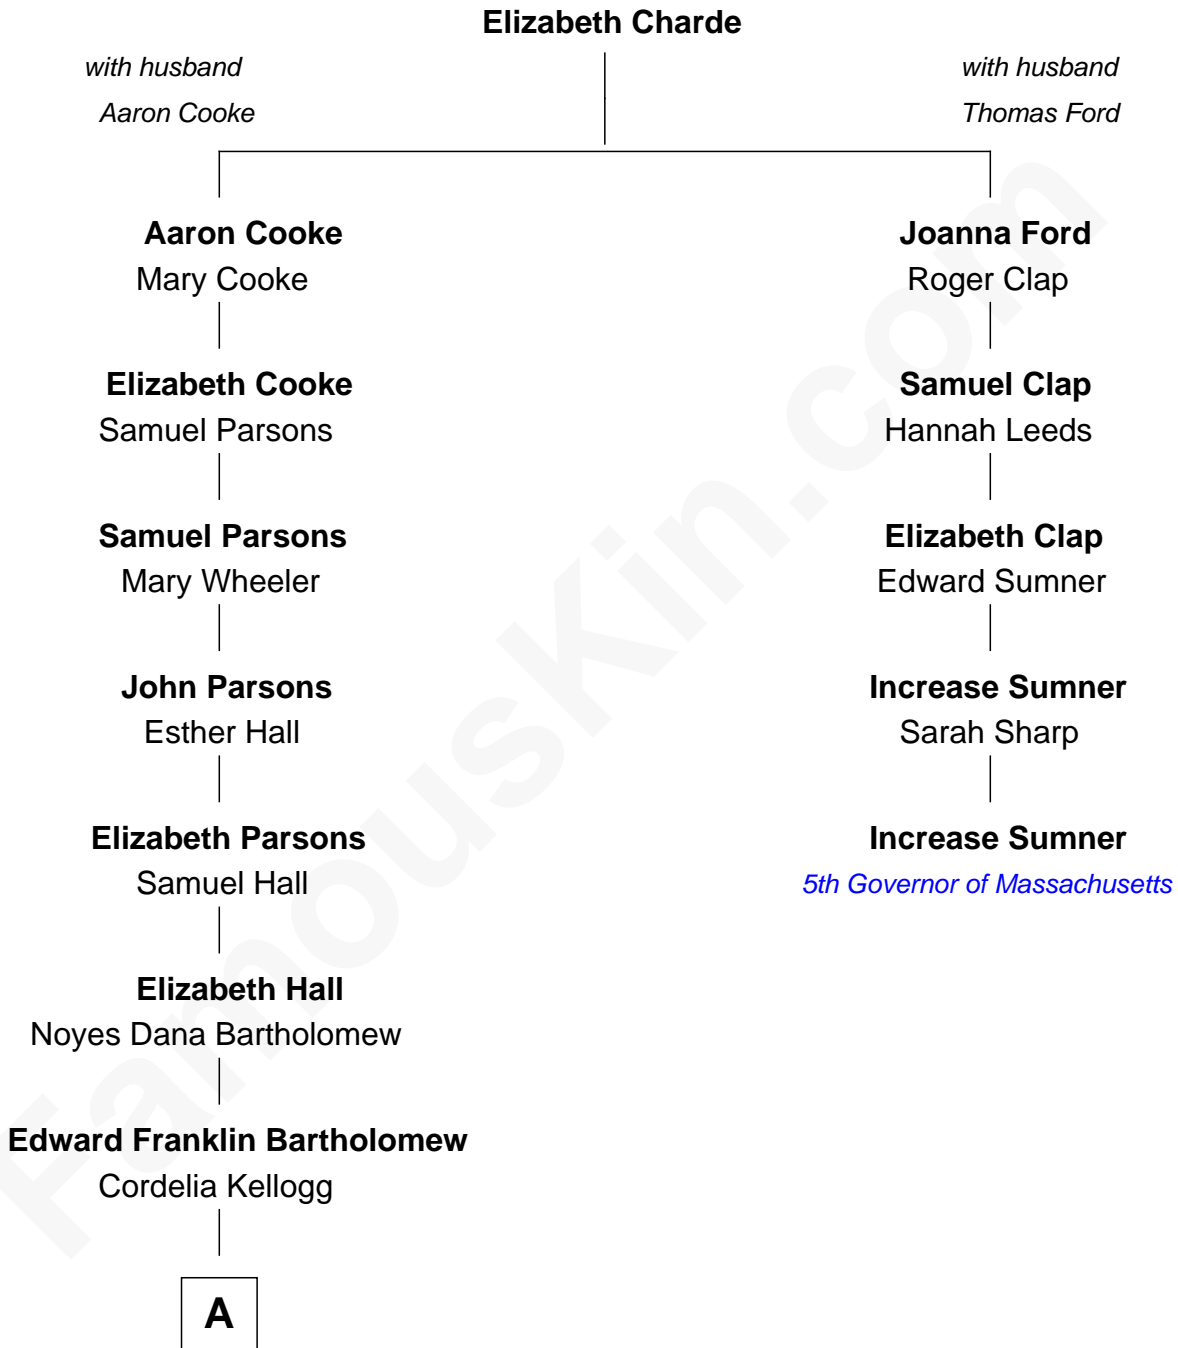 Elizabeth Charde
with husband
Aaron Cooke
with husband
Thomas Ford
Aaron Cooke
Mary Cooke
Joanna Ford
Roger Clap
Elizabeth Cooke
Samuel Parsons
Samuel Clap
Hannah Leeds
Samuel Parsons
Mary Wheeler
Elizabeth Clap
Edward Sumner
John Parsons
Esther Hall
Increase Sumner
Sarah Sharp
Elizabeth Parsons
Samuel Hall
Increase Sumner
5th Governor of Massachusetts
Elizabeth Hall
Noyes Dana Bartholomew
Edward Franklin Bartholomew
Cordelia Kellogg
A
FamousKin.com